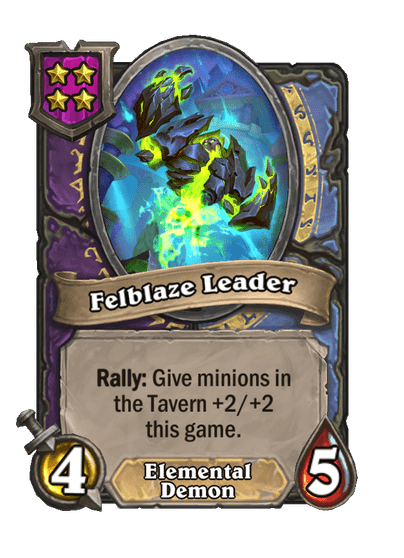 Felblaze Leader
Rally: Give minions in
the Tavern +2/+2
this game.
4
Elemental
Demon
5